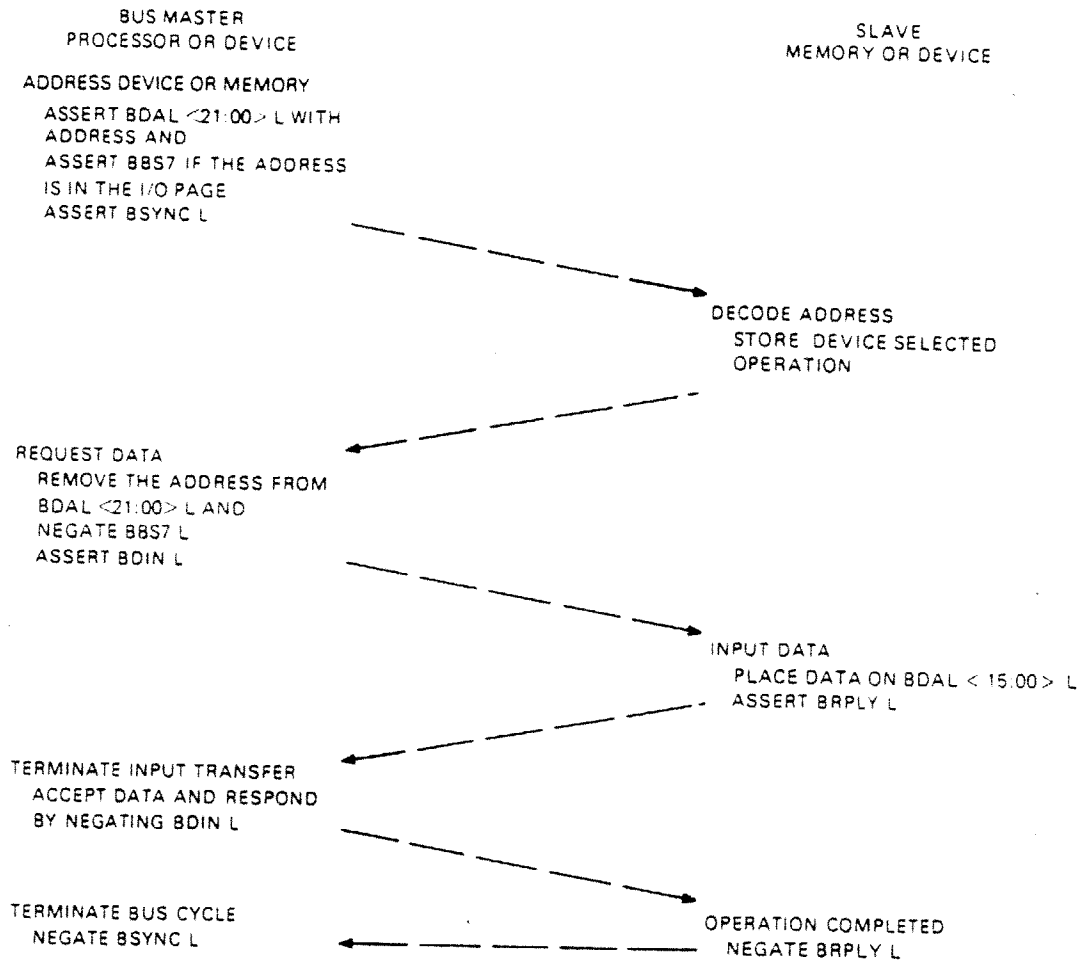 BUS MASTER
PROCESSOR OR DEVICE
SLAVE
MEMORY OR DEVICE
ADDRESS DEVICE OR MEMORY
ASSERT BDAL <21:00> L WITH
ADDRESS AND
ASSERT BBS7 IF THE ADDRESS
IS IN THE I/O PAGE
ASSERT BSYNC L
DECODE ADDRESS
STORE DEVICE SELECTED
OPERATION
REQUEST DATA
REMOVE THE ADDRESS FROM
BDAL <21:00> L AND
NEGATE BBS7 L
ASSERT BDIN L
INPUT DATA
PLACE DATA ON BDAL < 15:00 > L
ASSERT BRPLY L
TERMINATE INPUT TRANSFER
ACCEPT DATA AND RESPOND
BY NEGATING BDIN L
OPERATION COMPLETED
NEGATE BRPLY L
TERMINATE BUS CYCLE
NEGATE BSYNC L